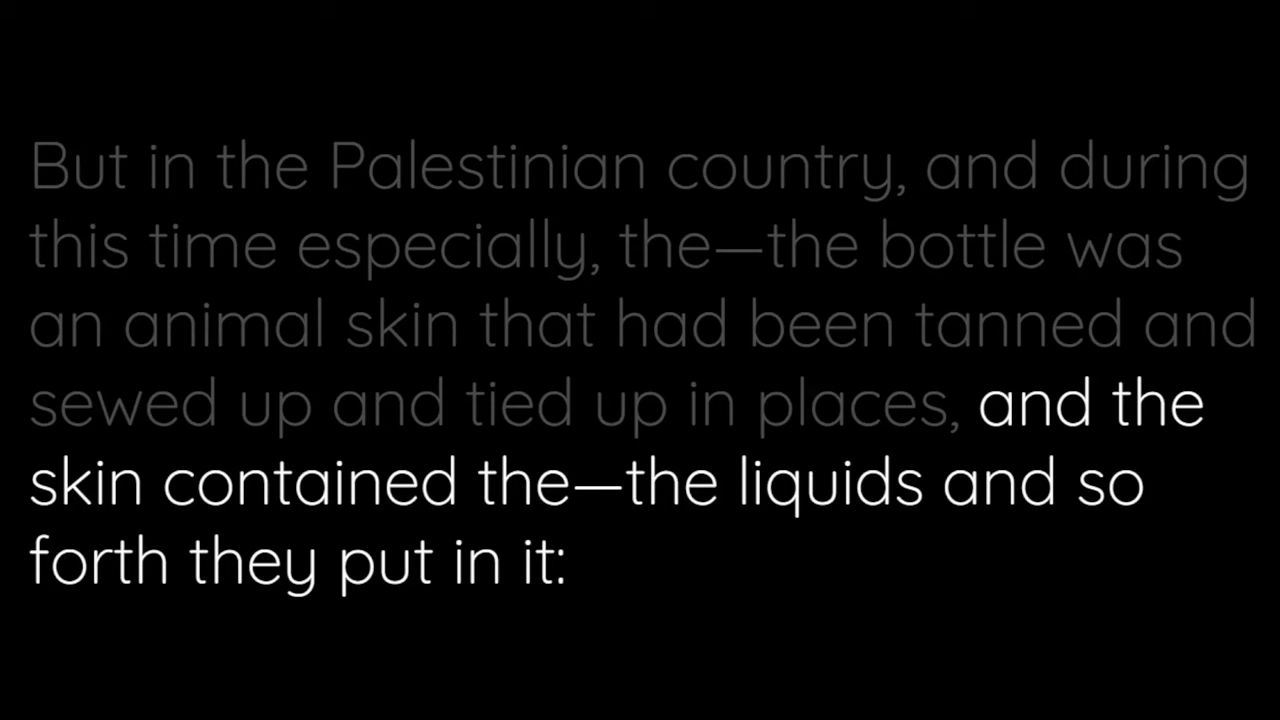 But in the Palestinian country, and during
this time especially, the—the bottle was
an animal skin that had been tanned and
sewed up and tied up in places, and the
skin contained the—the liquids and so
forth they put in it: